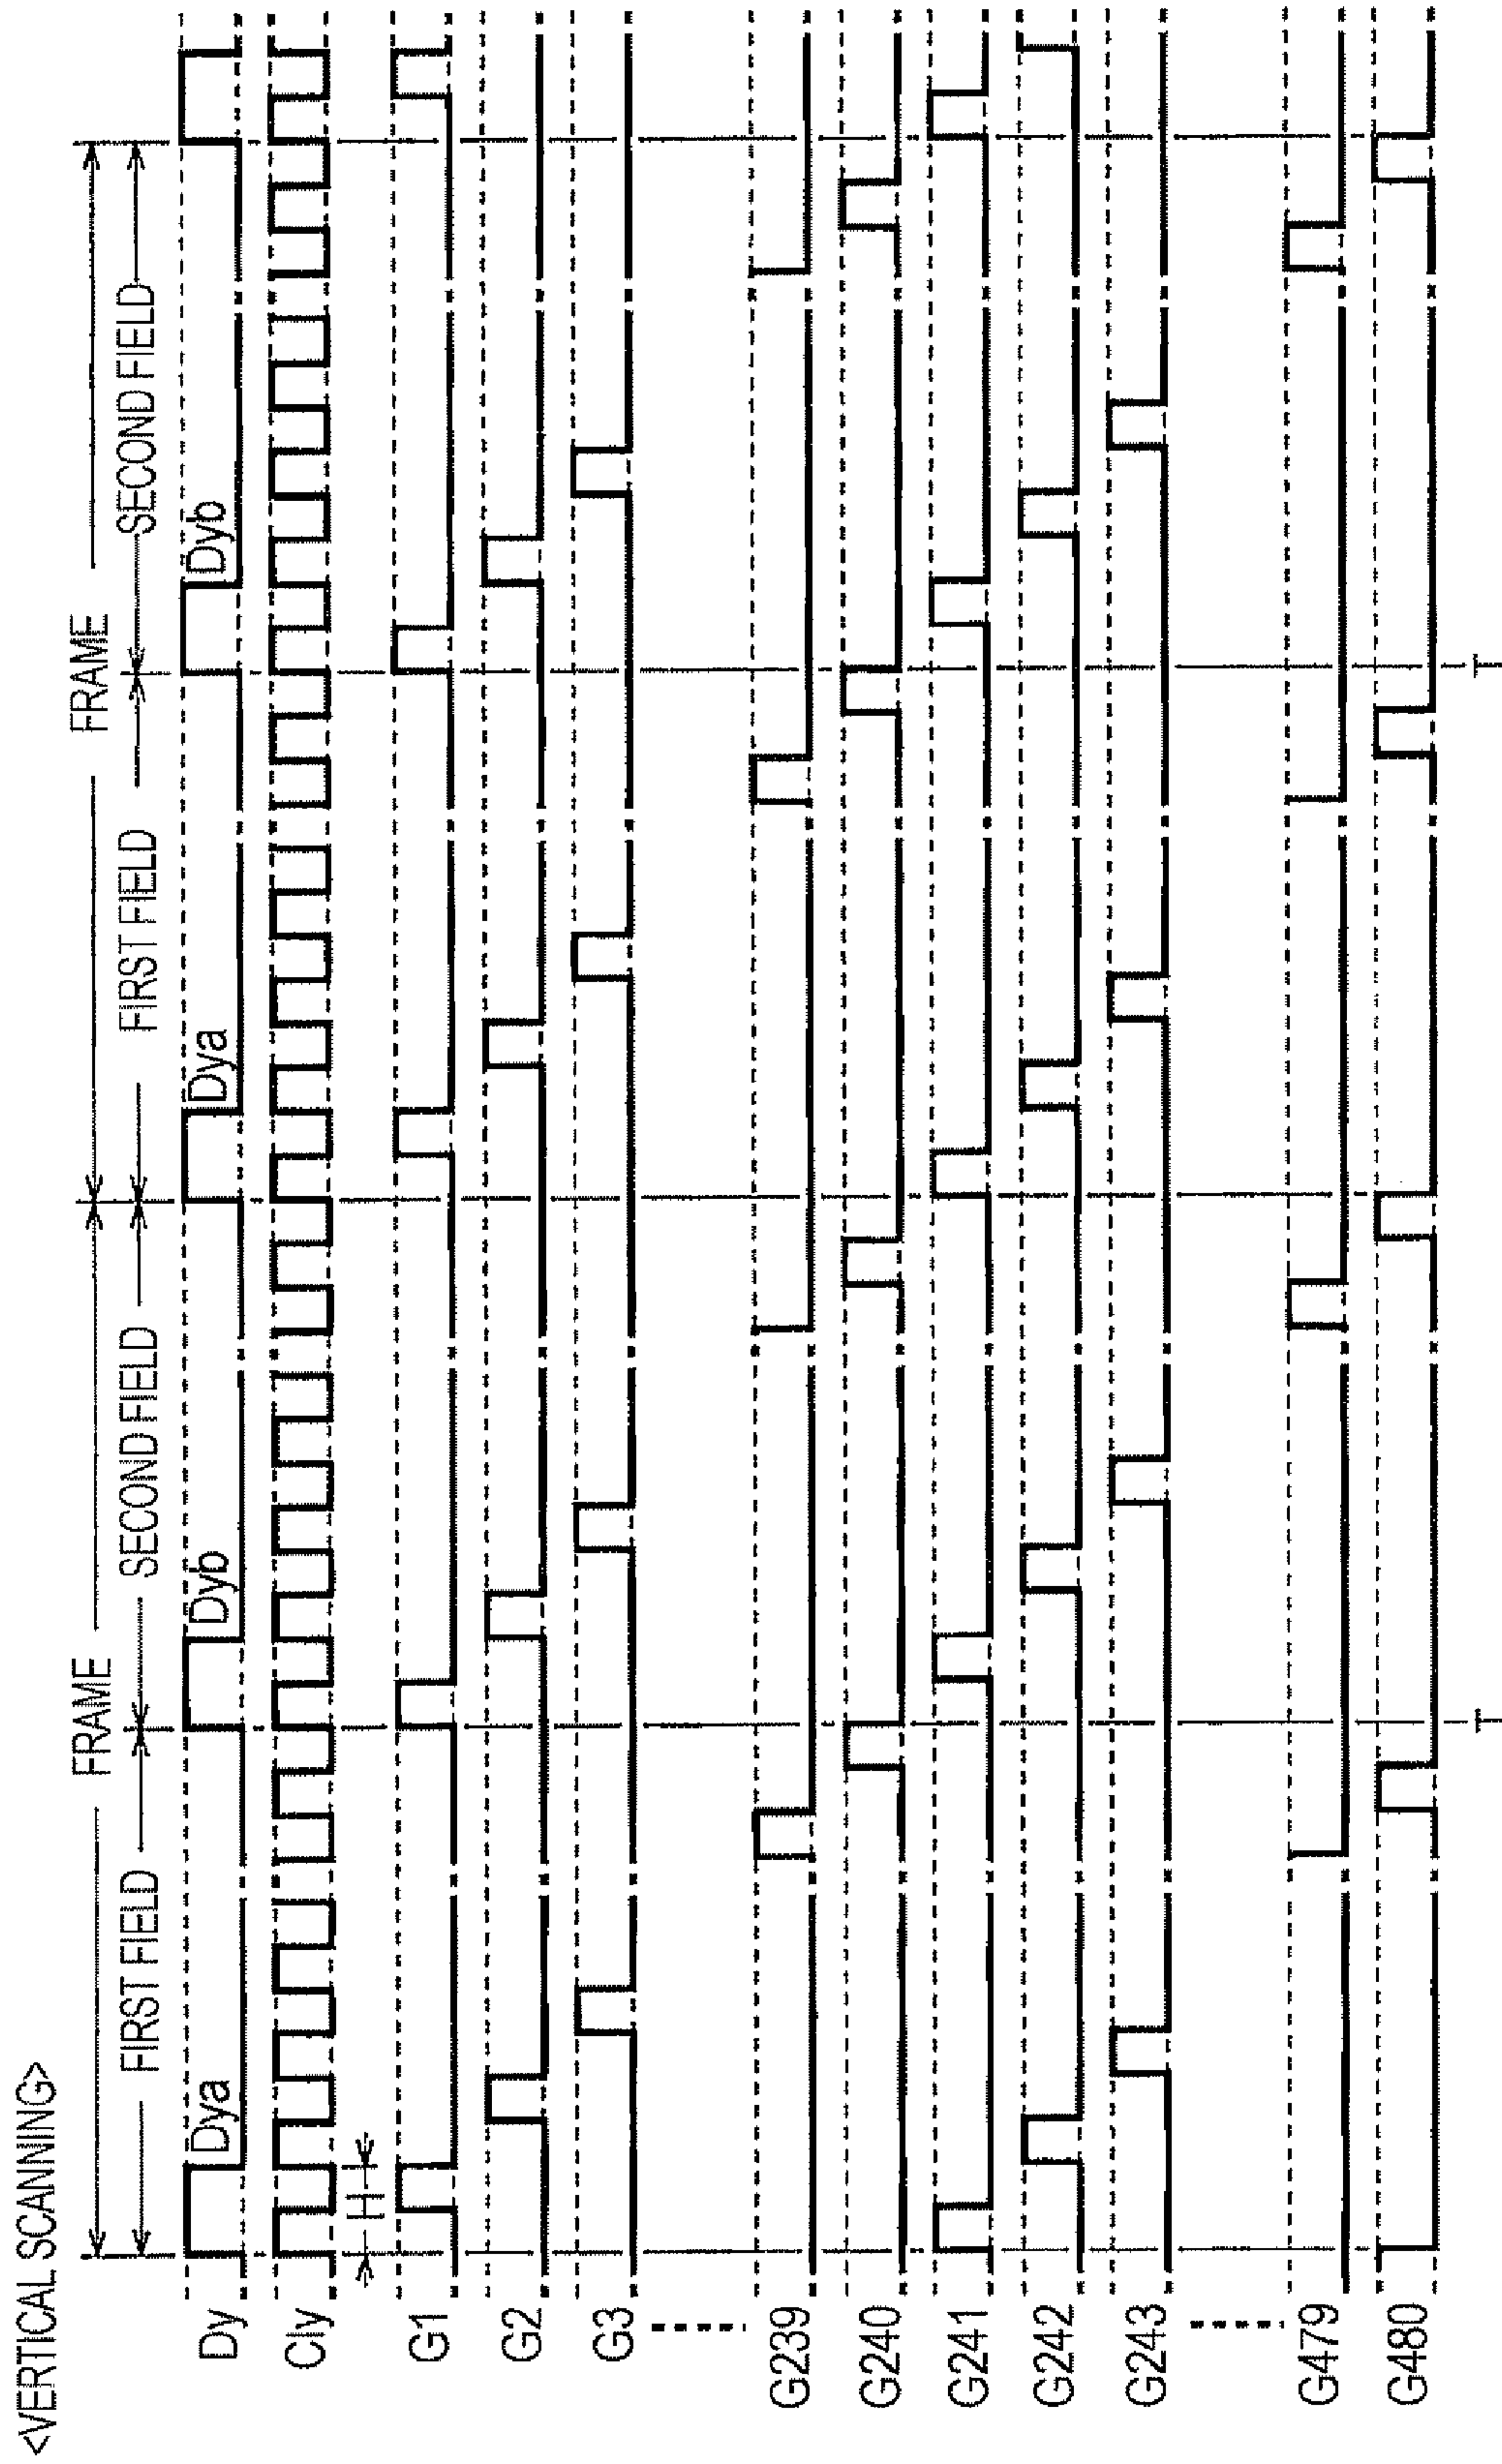 <VERTICAL SCANNING>
FRAME
FRAME
FIRST FIELD
SECOND FIELD
FIRST FIELD
SECOND FIELD
Dy
Dya
Dyb
Dya
Dyb
Cly
H
G1
G2
G3
G239
G240
G241
G242
G243
G479
G480
T
T